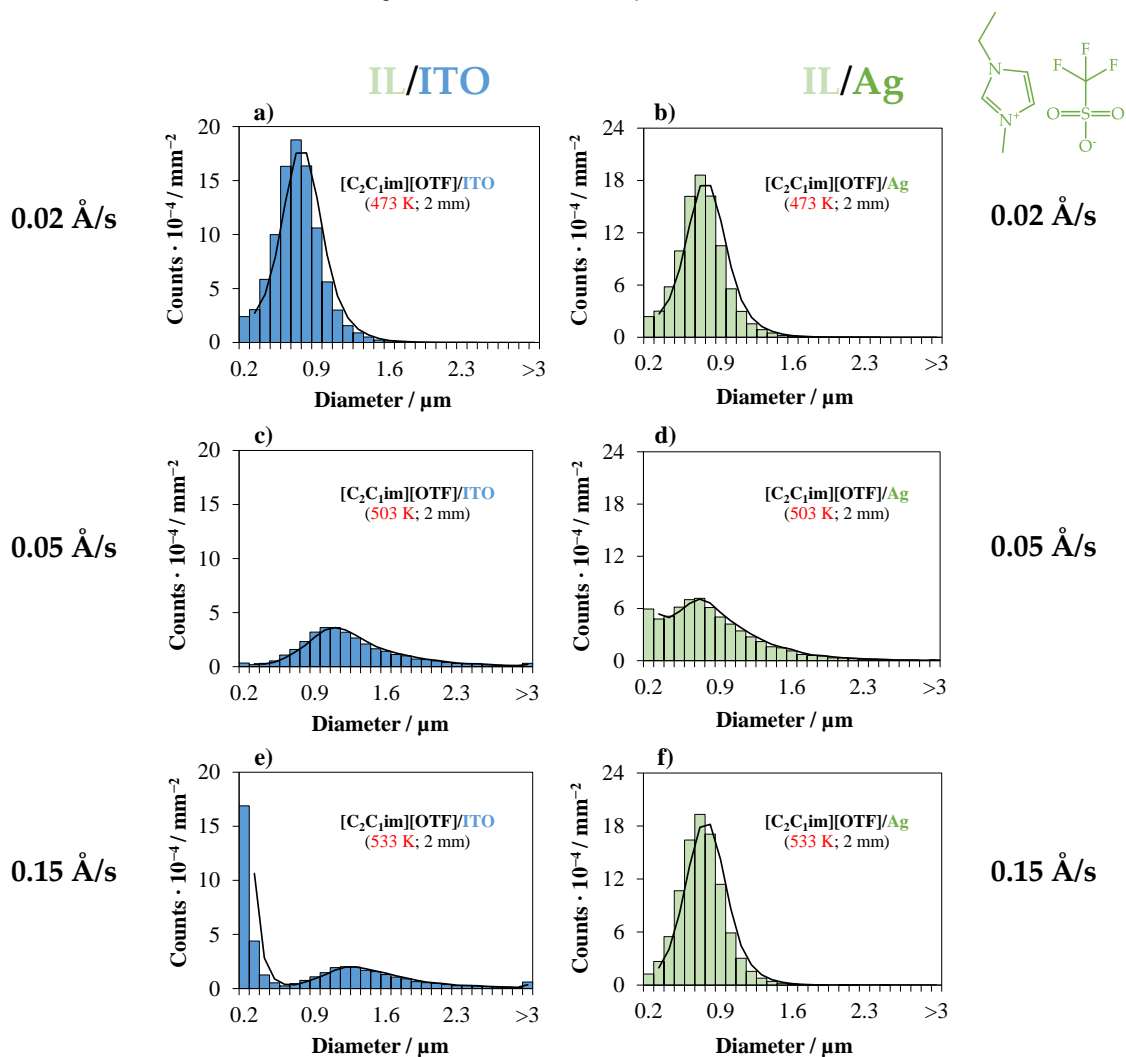 IL/ITO
IL/Ag
N
N⁺
F
F
F
O=S=O
O⁻
0.02 Å/s
a)
Counts · 10⁻⁴ / mm⁻²
20
15
10
5
0
[C₂C₁im][OTF]/ITO
(473 K; 2 mm)
0.2 0.9 1.6 2.3 >3
Diameter / µm
b)
Counts · 10⁻⁴ / mm⁻²
24
18
12
6
0
[C₂C₁im][OTF]/Ag
(473 K; 2 mm)
0.2 0.9 1.6 2.3 >3
Diameter / µm
0.02 Å/s
0.05 Å/s
c)
Counts · 10⁻⁴ / mm⁻²
20
15
10
5
0
[C₂C₁im][OTF]/ITO
(503 K; 2 mm)
0.2 0.9 1.6 2.3 >3
Diameter / µm
d)
Counts · 10⁻⁴ / mm⁻²
24
18
12
6
0
[C₂C₁im][OTF]/Ag
(503 K; 2 mm)
0.2 0.9 1.6 2.3 >3
Diameter / µm
0.05 Å/s
0.15 Å/s
e)
Counts · 10⁻⁴ / mm⁻²
20
15
10
5
0
[C₂C₁im][OTF]/ITO
(533 K; 2 mm)
0.2 0.9 1.6 2.3 >3
Diameter / µm
f)
Counts · 10⁻⁴ / mm⁻²
24
18
12
6
0
[C₂C₁im][OTF]/Ag
(533 K; 2 mm)
0.2 0.9 1.6 2.3 >3
Diameter / µm
0.15 Å/s